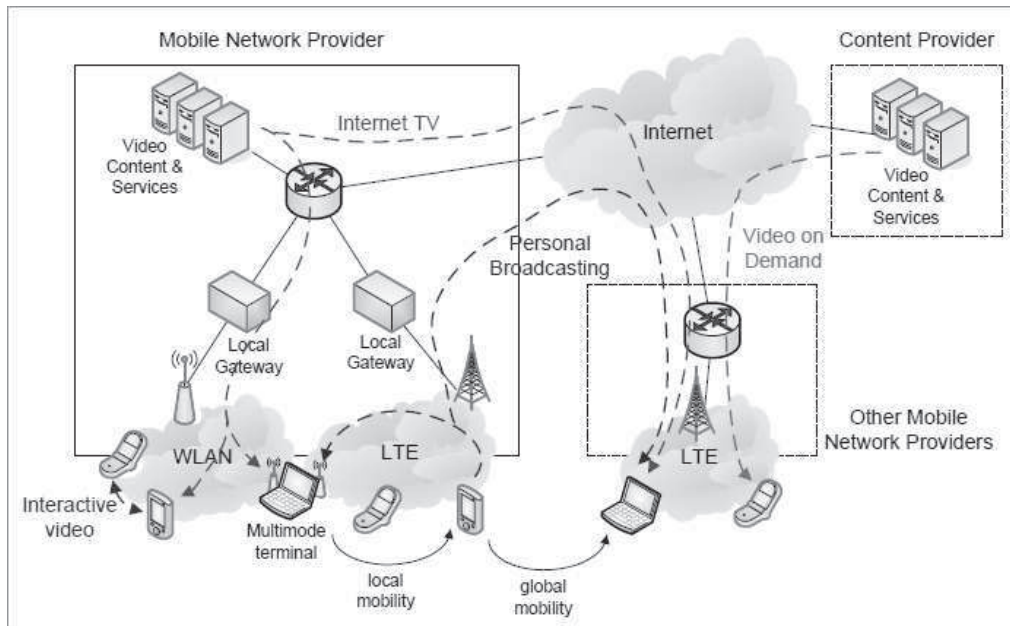 Mobile Network Provider
Content Provider
Internet TV
Internet
Video
Content &
Services
Video
Content &
Services
Personal
Broadcasting
Video on
Demand
Local
Gateway
Local
Gateway
Other Mobile
Network Providers
WLAN
LTE
LTE
Interactive
video
Multimode
terminal
local
mobility
global
mobility